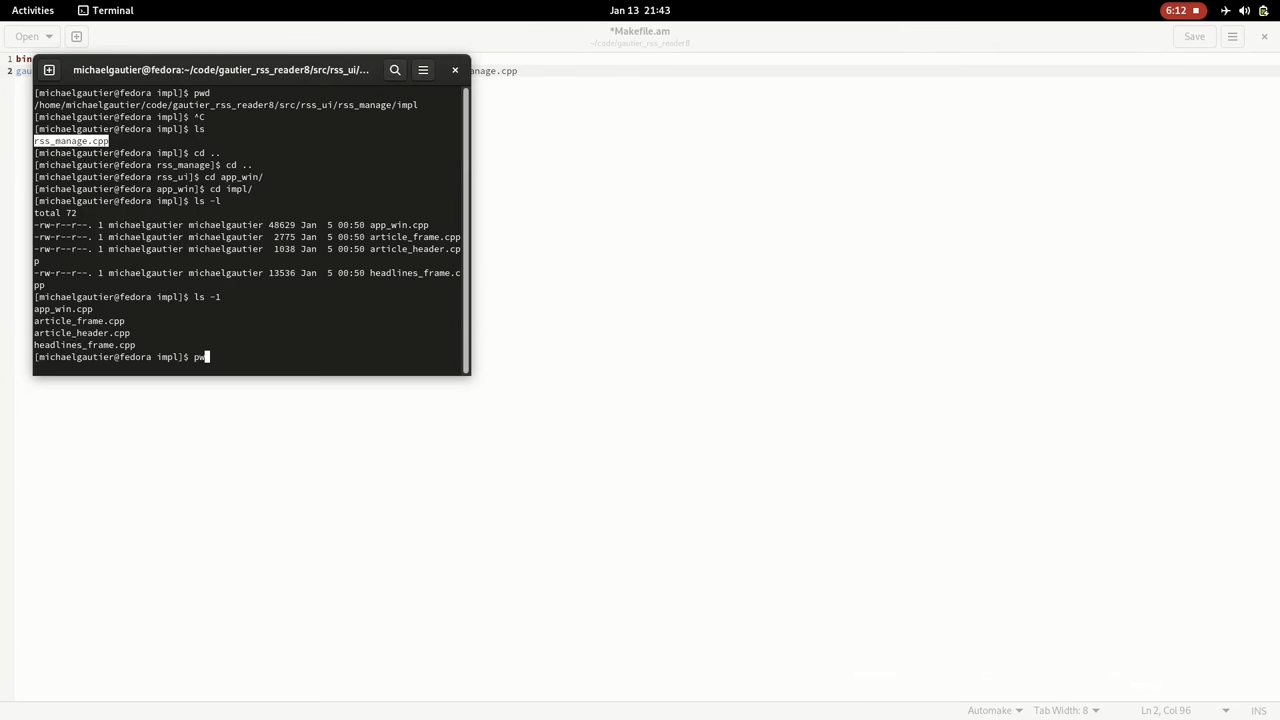 Activities Terminal Jan 13 21:43 6:12
Open *Makefile.am Save
~/code/gautier_rss_reader8
1 bin
2 gau anage.cpp
michaelgautier@fedora:~/code/gautier_rss_reader8/src/rss_ui/...
[michaelgautier@fedora impl]$ pwd
/home/michaelgautier/code/gautier_rss_reader8/src/rss_ui/rss_manage/impl
[michaelgautier@fedora impl]$ ^C
[michaelgautier@fedora impl]$ ls
rss_manage.cpp
[michaelgautier@fedora impl]$ cd ..
[michaelgautier@fedora rss_manage]$ cd ..
[michaelgautier@fedora rss_ui]$ cd app_win/
[michaelgautier@fedora app_win]$ cd impl/
[michaelgautier@fedora impl]$ ls -l
total 72
-rw-r--r--. 1 michaelgautier michaelgautier 48629 Jan  5 00:50 app_win.cpp
-rw-r--r--. 1 michaelgautier michaelgautier  2775 Jan  5 00:50 article_frame.cpp
-rw-r--r--. 1 michaelgautier michaelgautier  1038 Jan  5 00:50 article_header.cp
p
-rw-r--r--. 1 michaelgautier michaelgautier 13536 Jan  5 00:50 headlines_frame.c
pp
[michaelgautier@fedora impl]$ ls -1
app_win.cpp
article_frame.cpp
article_header.cpp
headlines_frame.cpp
[michaelgautier@fedora impl]$ pw
Automake Tab Width: 8 Ln 2, Col 96 INS